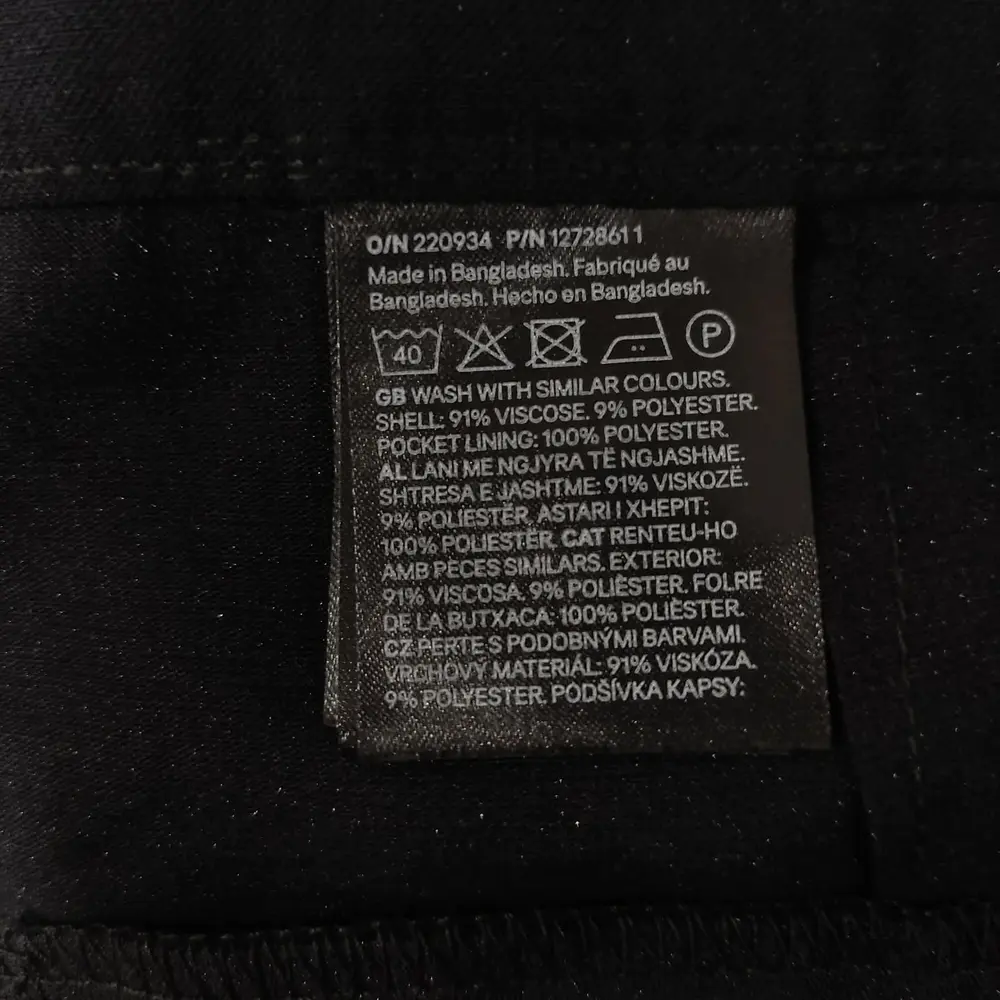 O/N 220934 P/N 12728611
Made in Bangladesh. Fabriqué au
Bangladesh. Hecho en Bangladesh.
40 P
GB WASH WITH SIMILAR COLOURS.
SHELL: 91% VISCOSE. 9% POLYESTER.
POCKET LINING: 100% POLYESTER.
AL LANI ME NGJYRA TË NGJASHME.
SHTRESA E JASHTME: 91% VISKOZË.
9% POLIESTËR. ASTARI I XHEPIT:
100% POLIESTËR. CAT RENTEU-HO
AMB PECES SIMILARS. EXTERIOR:
91% VISCOSA. 9% POLIÈSTER. FOLRE
DE LA BUTXACA: 100% POLIÈSTER.
CZ PERTE S PODOBNÝMI BARVAMI.
VRCHOVÝ MATERIÁL: 91% VISKÓZA.
9% POLYESTER. PODŠÍVKA KAPSY: